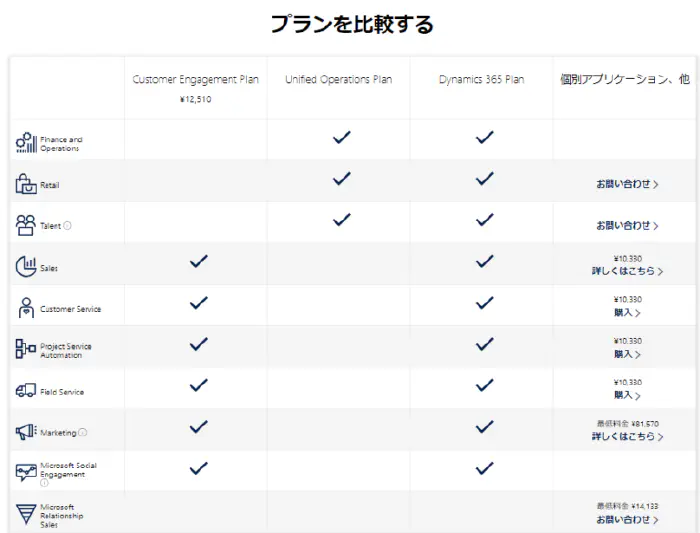 プランを比較する
Customer Engagement Plan
¥12,510
Unified Operations Plan
Dynamics 365 Plan
個別アプリケーション、他
Finance and
Operations
Retail
お問い合わせ >
Talent
お問い合わせ >
Sales
¥10,330
詳しくはこちら >
Customer Service
¥10,330
購入 >
Project Service
Automation
¥10,330
購入 >
Field Service
¥10,330
購入 >
Marketing
最低料金 ¥81,570
詳しくはこちら >
Microsoft Social
Engagement
Microsoft
Relationship
Sales
最低料金 ¥14,133
お問い合わせ >